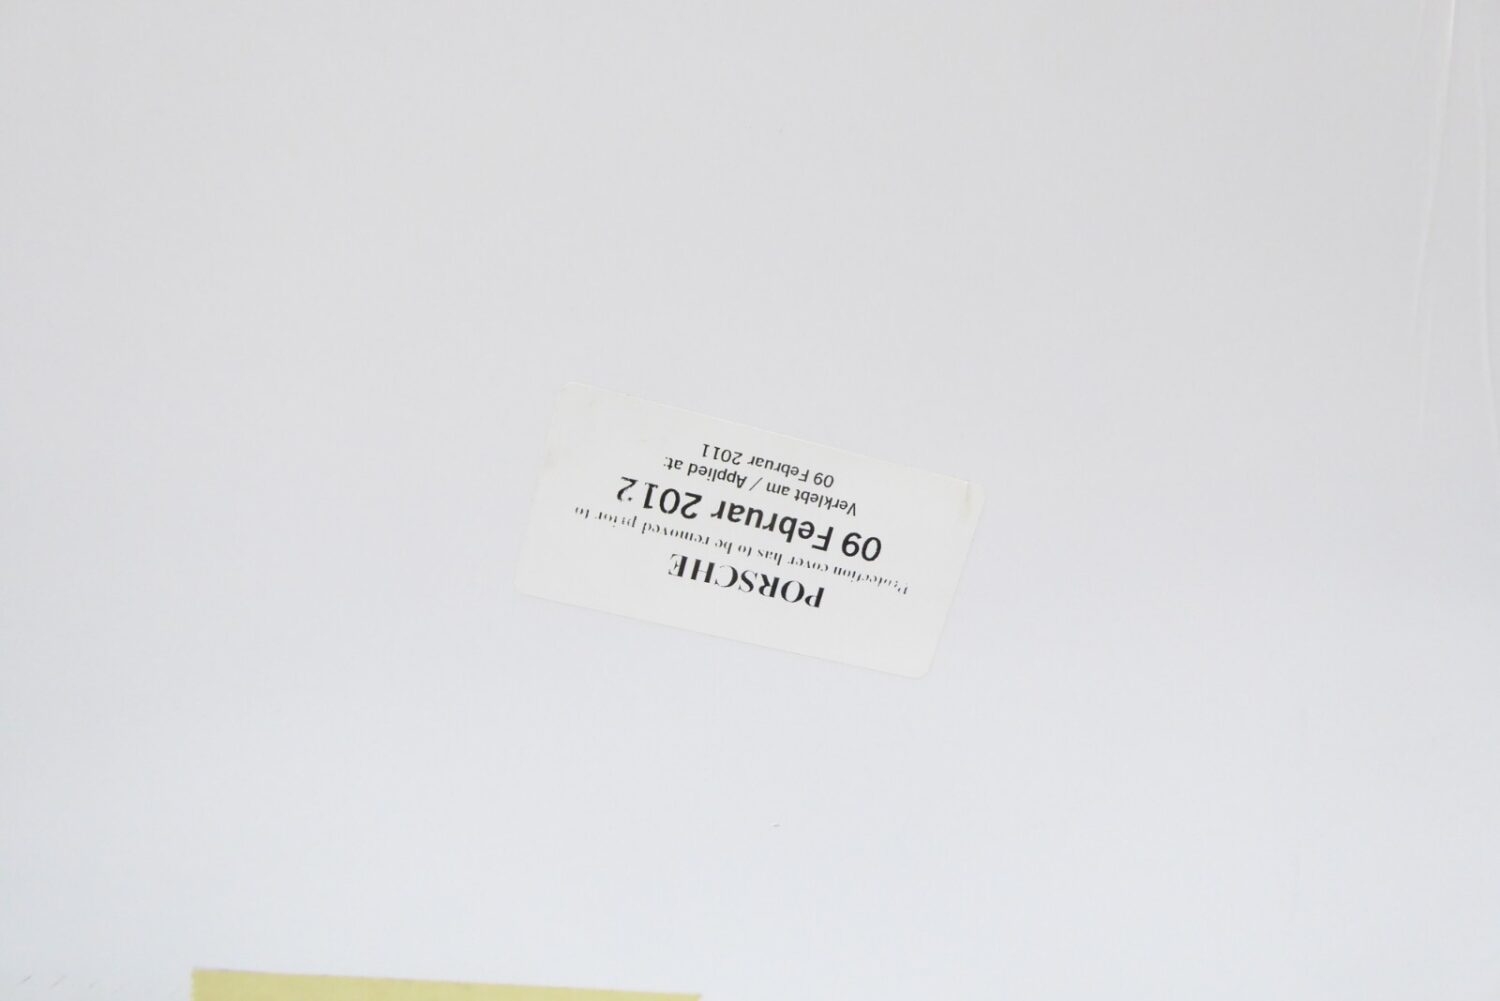 PORSCHE
Protection cover has to be removed prior to
09 Februar 2012
Verklebt am / Applied at:
09 Februar 2011